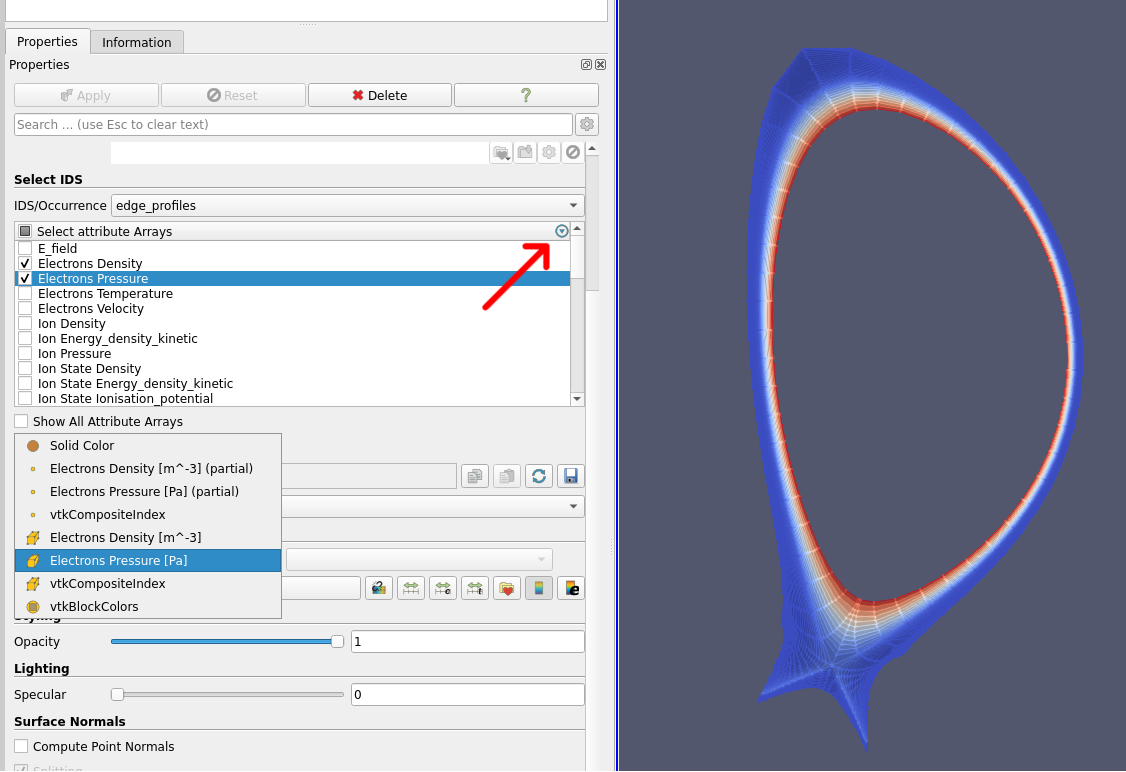 Properties Information
Properties
Apply Reset Delete ?
Search ... (use Esc to clear text)
Select IDS
IDS/Occurrence edge_profiles
Select attribute Arrays
E_field
Electrons Density
Electrons Pressure
Electrons Temperature
Electrons Velocity
Ion Density
Ion Energy_density_kinetic
Ion Pressure
Ion State Density
Ion State Energy_density_kinetic
Ion State Ionisation_potential
Show All Attribute Arrays
Solid Color
Electrons Density [m^-3] (partial)
Electrons Pressure [Pa] (partial)
vtkCompositeIndex
Electrons Density [m^-3]
Electrons Pressure [Pa]
vtkCompositeIndex
vtkBlockColors
Styling
Opacity 1
Lighting
Specular 0
Surface Normals
Compute Point Normals
Splitting